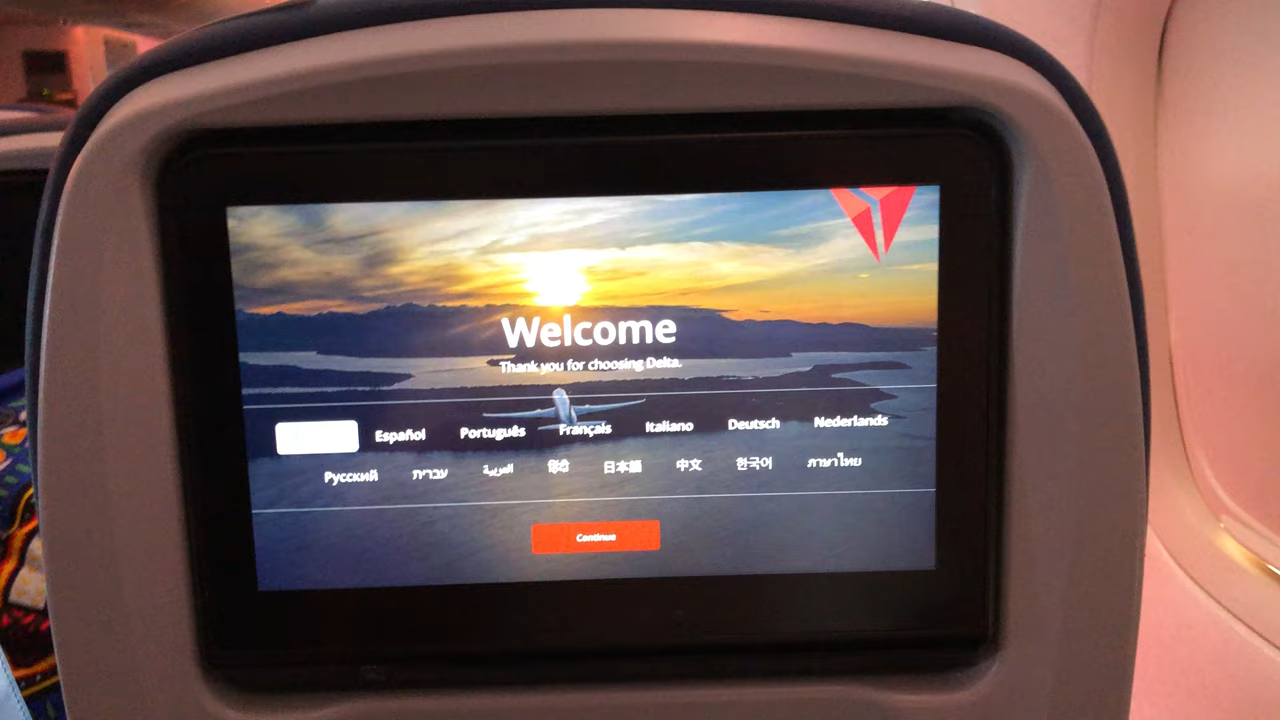 Welcome
Thank you for choosing Delta.
Español Português Français Italiano Deutsch Nederlands
Русский עברית العربية हिंदी 日本語 中文 한국어 ภาษาไทย
Continue